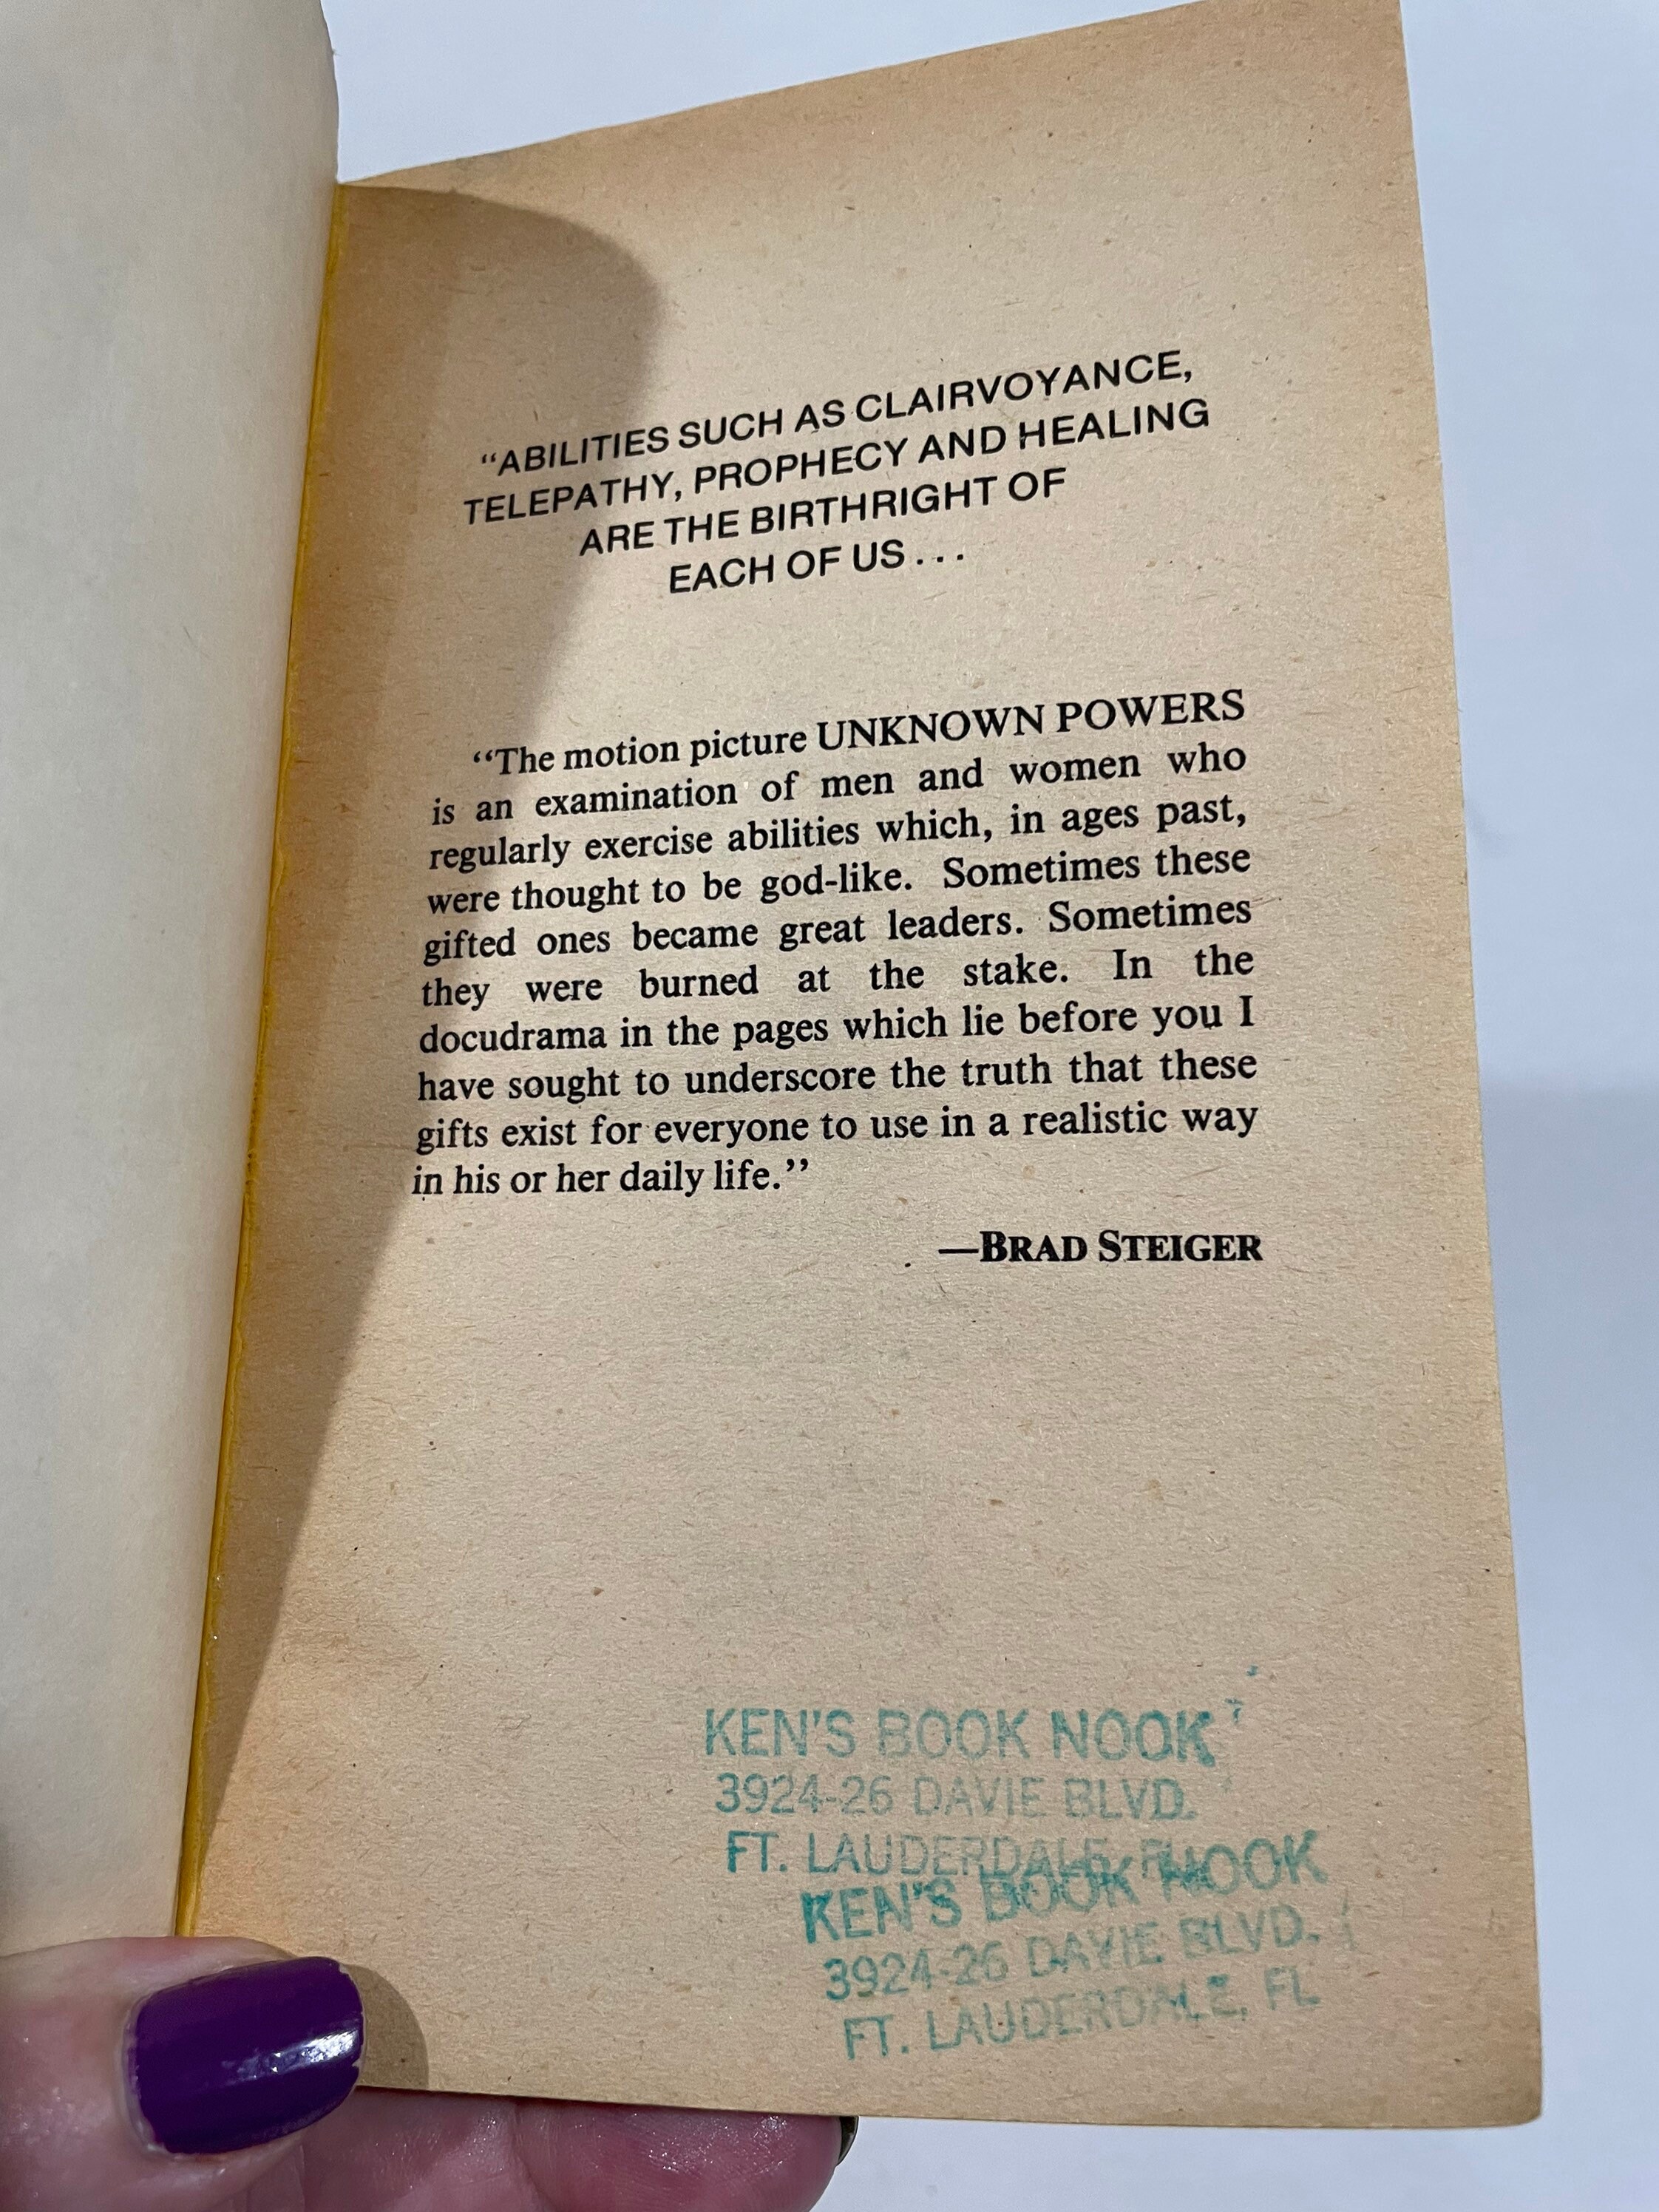 "ABILITIES SUCH AS CLAIRVOYANCE,
TELEPATHY, PROPHECY AND HEALING
ARE THE BIRTHRIGHT OF
EACH OF US . . .
"The motion picture UNKNOWN POWERS
is an examination of men and women who
regularly exercise abilities which, in ages past,
were thought to be god-like. Sometimes these
gifted ones became great leaders. Sometimes
they were burned at the stake. In the
docudrama in the pages which lie before you I
have sought to underscore the truth that these
gifts exist for everyone to use in a realistic way
in his or her daily life."
—BRAD STEIGER
KEN'S BOOK NOOK
3924-26 DAVIE BLVD.
FT. LAUDERDALE, FL
KEN'S BOOK NOOK
3924-26 DAVIE BLVD.
FT. LAUDERDALE, FL